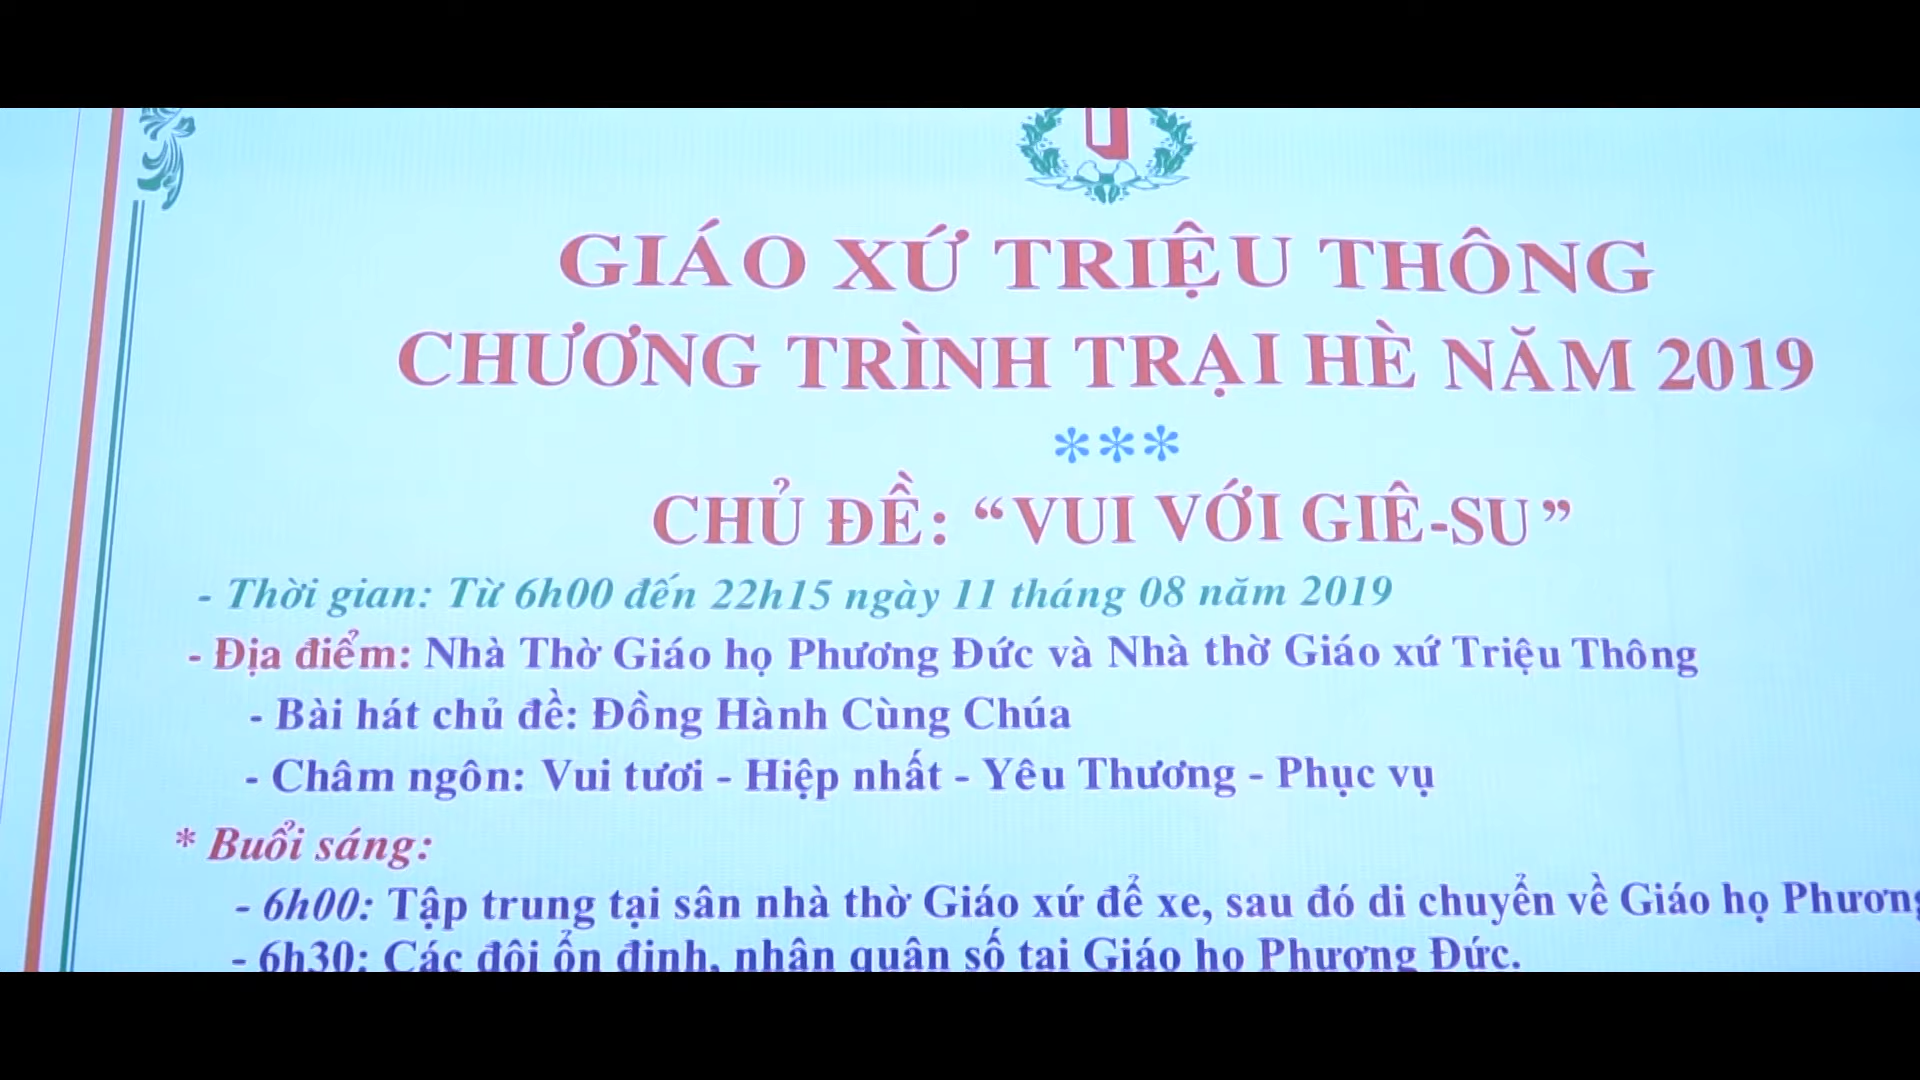 GIÁO XỨ TRIỆU THÔNG
CHƯƠNG TRÌNH TRẠI HÈ NĂM 2019
***
CHỦ ĐỀ: “VUI VỚI GIÊ-SU”
- Thời gian: Từ 6h00 đến 22h15 ngày 11 tháng 08 năm 2019
- Địa điểm: Nhà Thờ Giáo họ Phương Đức và Nhà thờ Giáo xứ Triệu Thông
- Bài hát chủ đề: Đồng Hành Cùng Chúa
- Châm ngôn: Vui tươi - Hiệp nhất - Yêu Thương - Phục vụ
* Buổi sáng:
- 6h00: Tập trung tại sân nhà thờ Giáo xứ để xe, sau đó di chuyển về Giáo họ Phương
- 6h30: Các đội ổn định, nhận quân số tại Giáo họ Phương Đức.